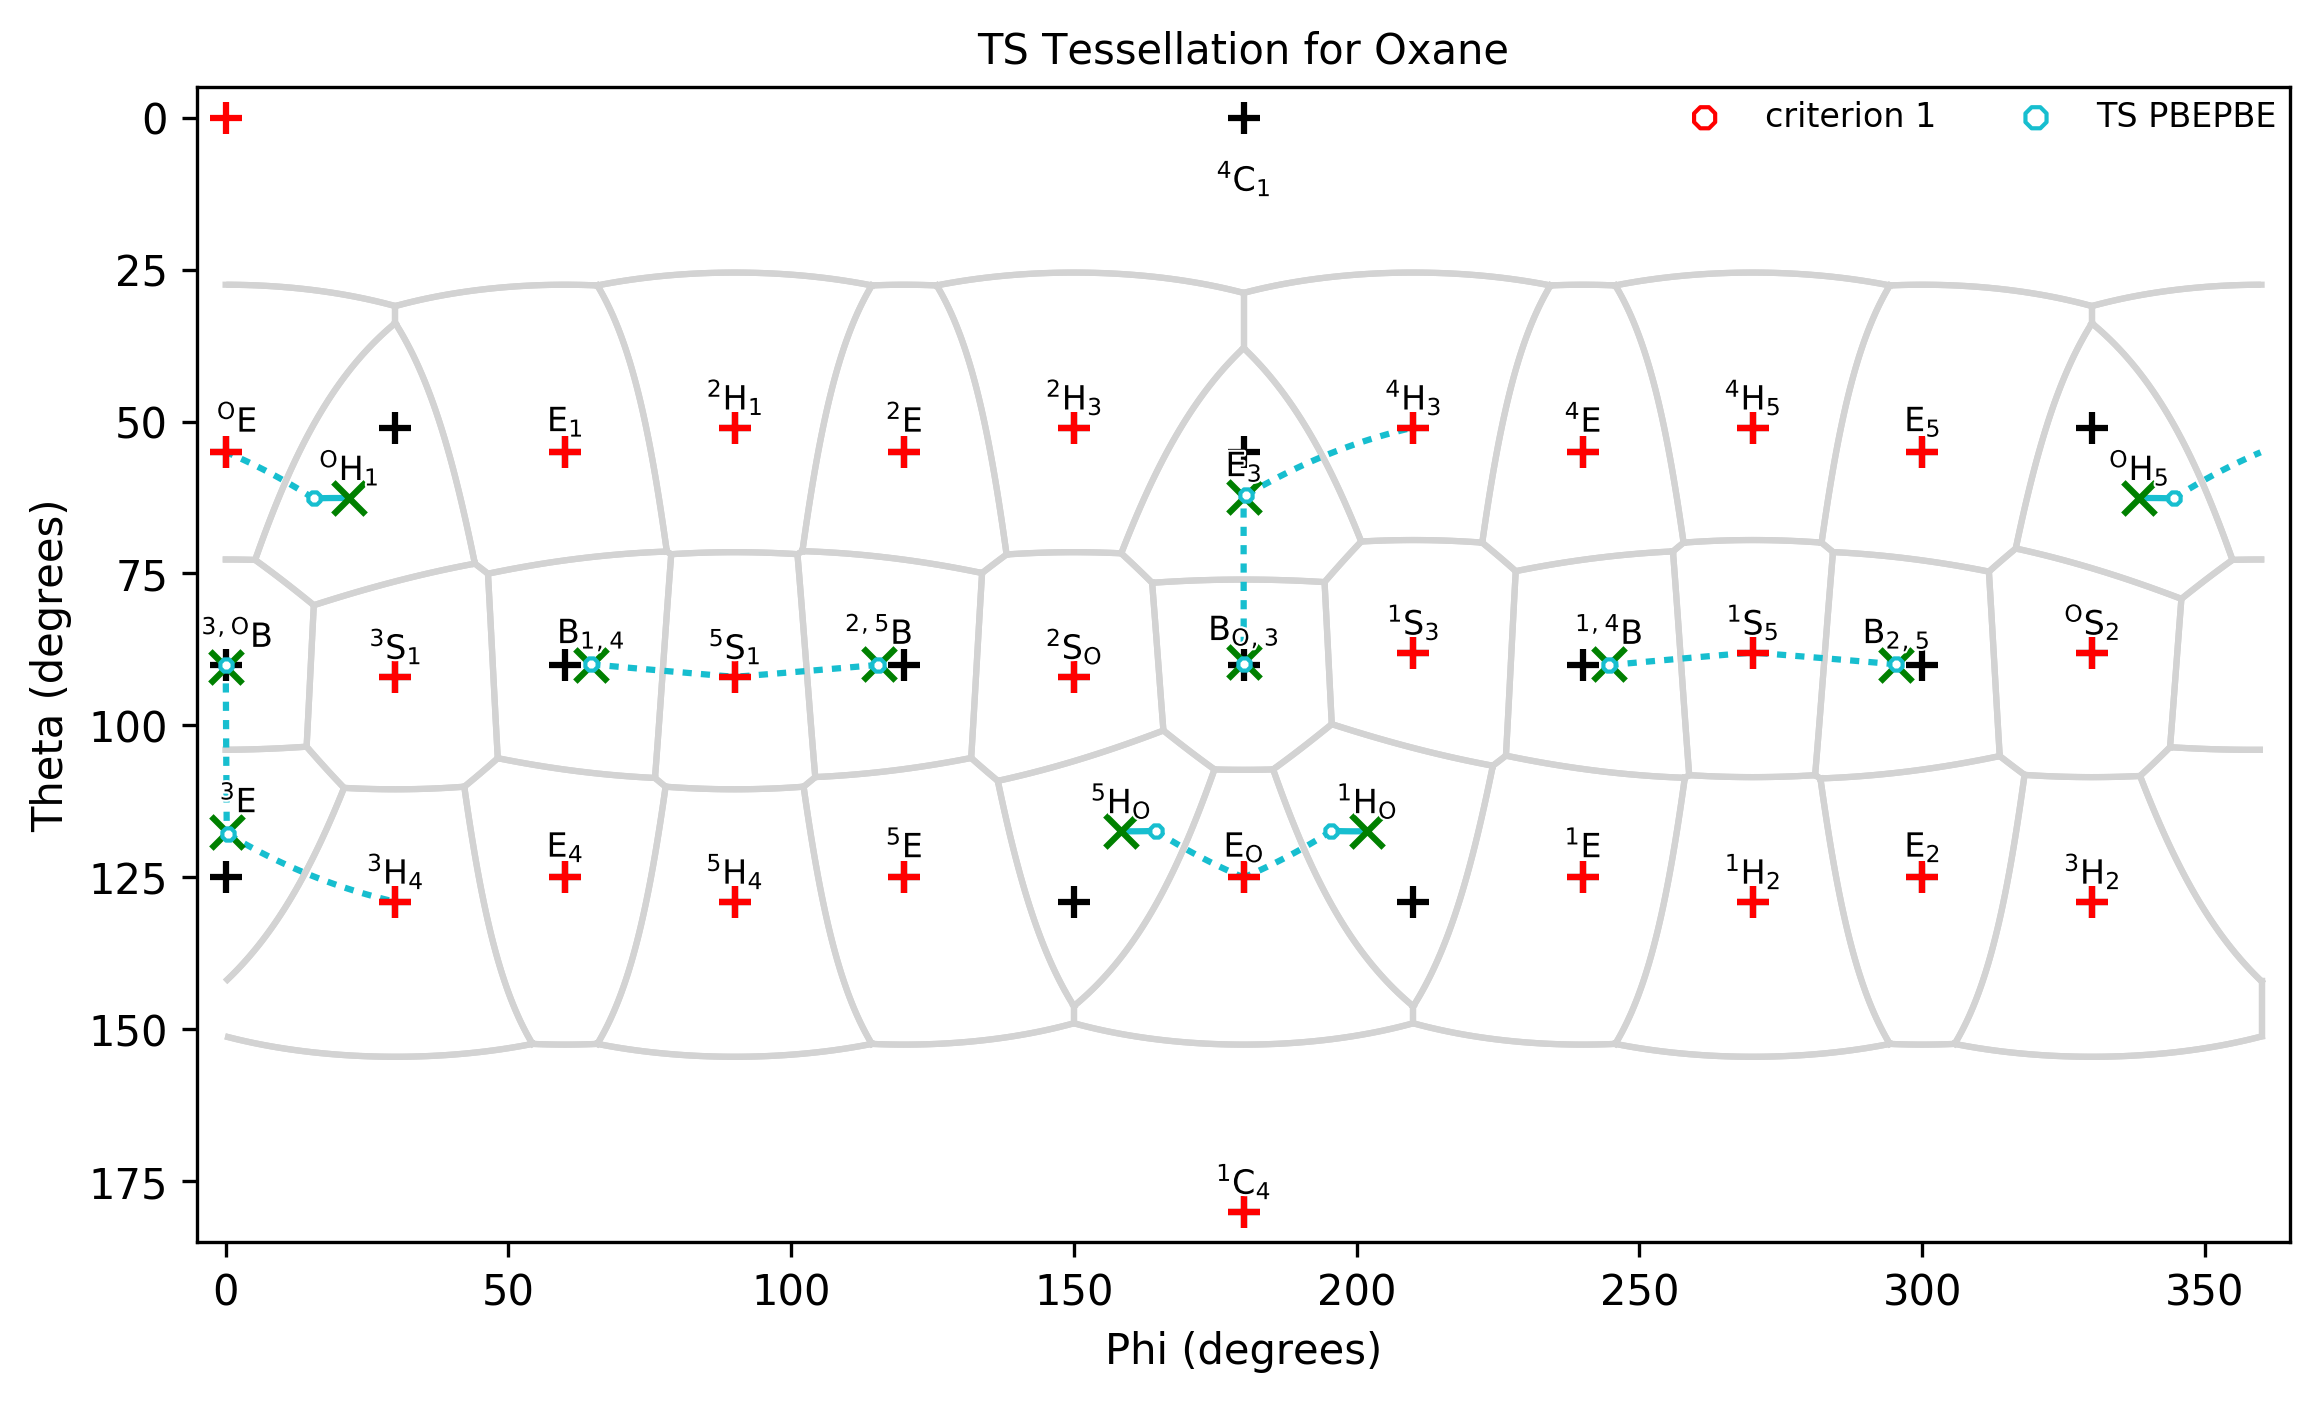 TS Tessellation for Oxane
criterion 1
TS PBEPBE
⁴C₁
ᴼE
ᴼH₁
E₁
²H₁
²E
²H₃
E₃
⁴H₃
⁴E
⁴H₅
E₅
ᴼH₅
³,ᴼB
³S₁
B₁,₄
⁵S₁
²,⁵B
²Sₒ
Bₒ,₃
¹S₃
¹,⁴B
¹S₅
B₂,₅
ᴼS₂
³E
³H₄
E₄
⁵H₄
⁵E
⁵Hₒ
Eₒ
¹Hₒ
¹E
¹H₂
E₂
³H₂
¹C₄
0
25
50
75
100
125
150
175
Theta (degrees)
0 50 100 150 200 250 300 350
Phi (degrees)